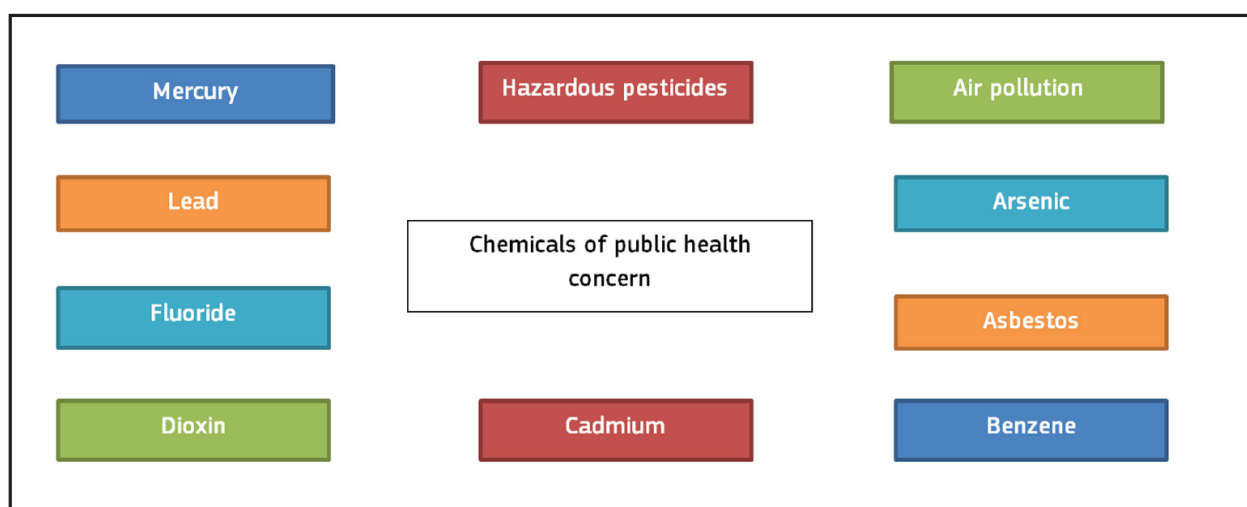 Mercury
Hazardous pesticides
Air pollution
Lead
Arsenic
Chemicals of public health
concern
Fluoride
Asbestos
Dioxin
Cadmium
Benzene